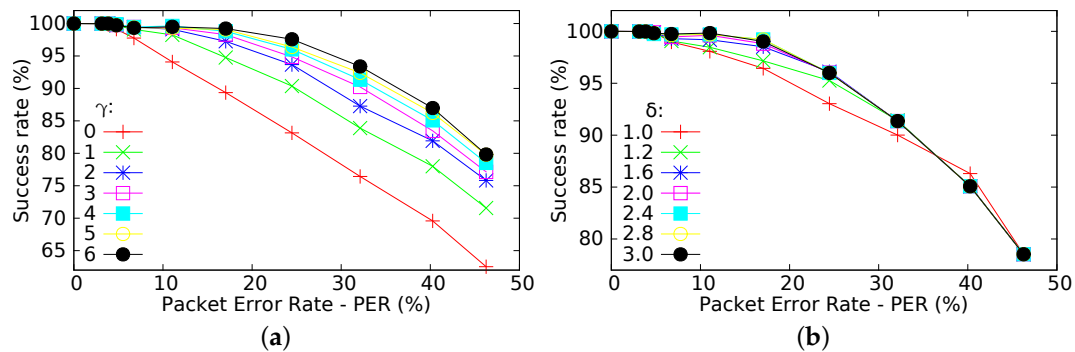 100
95
90
85
80
75
70
65
Success rate (%)
γ:
0
1
2
3
4
5
6
0 10 20 30 40 50
Packet Error Rate - PER (%)
(a)
100
95
90
85
80
Success rate (%)
δ:
1.0
1.2
1.6
2.0
2.4
2.8
3.0
0 10 20 30 40 50
Packet Error Rate - PER (%)
(b)